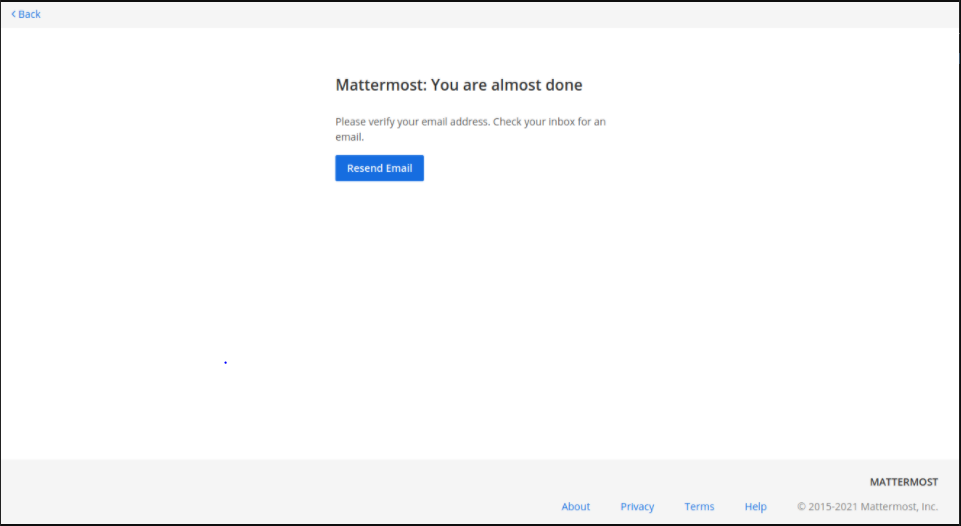 < Back
Mattermost: You are almost done
Please verify your email address. Check your inbox for an
email.
Resend Email
MATTERMOST
About Privacy Terms Help © 2015-2021 Mattermost, Inc.